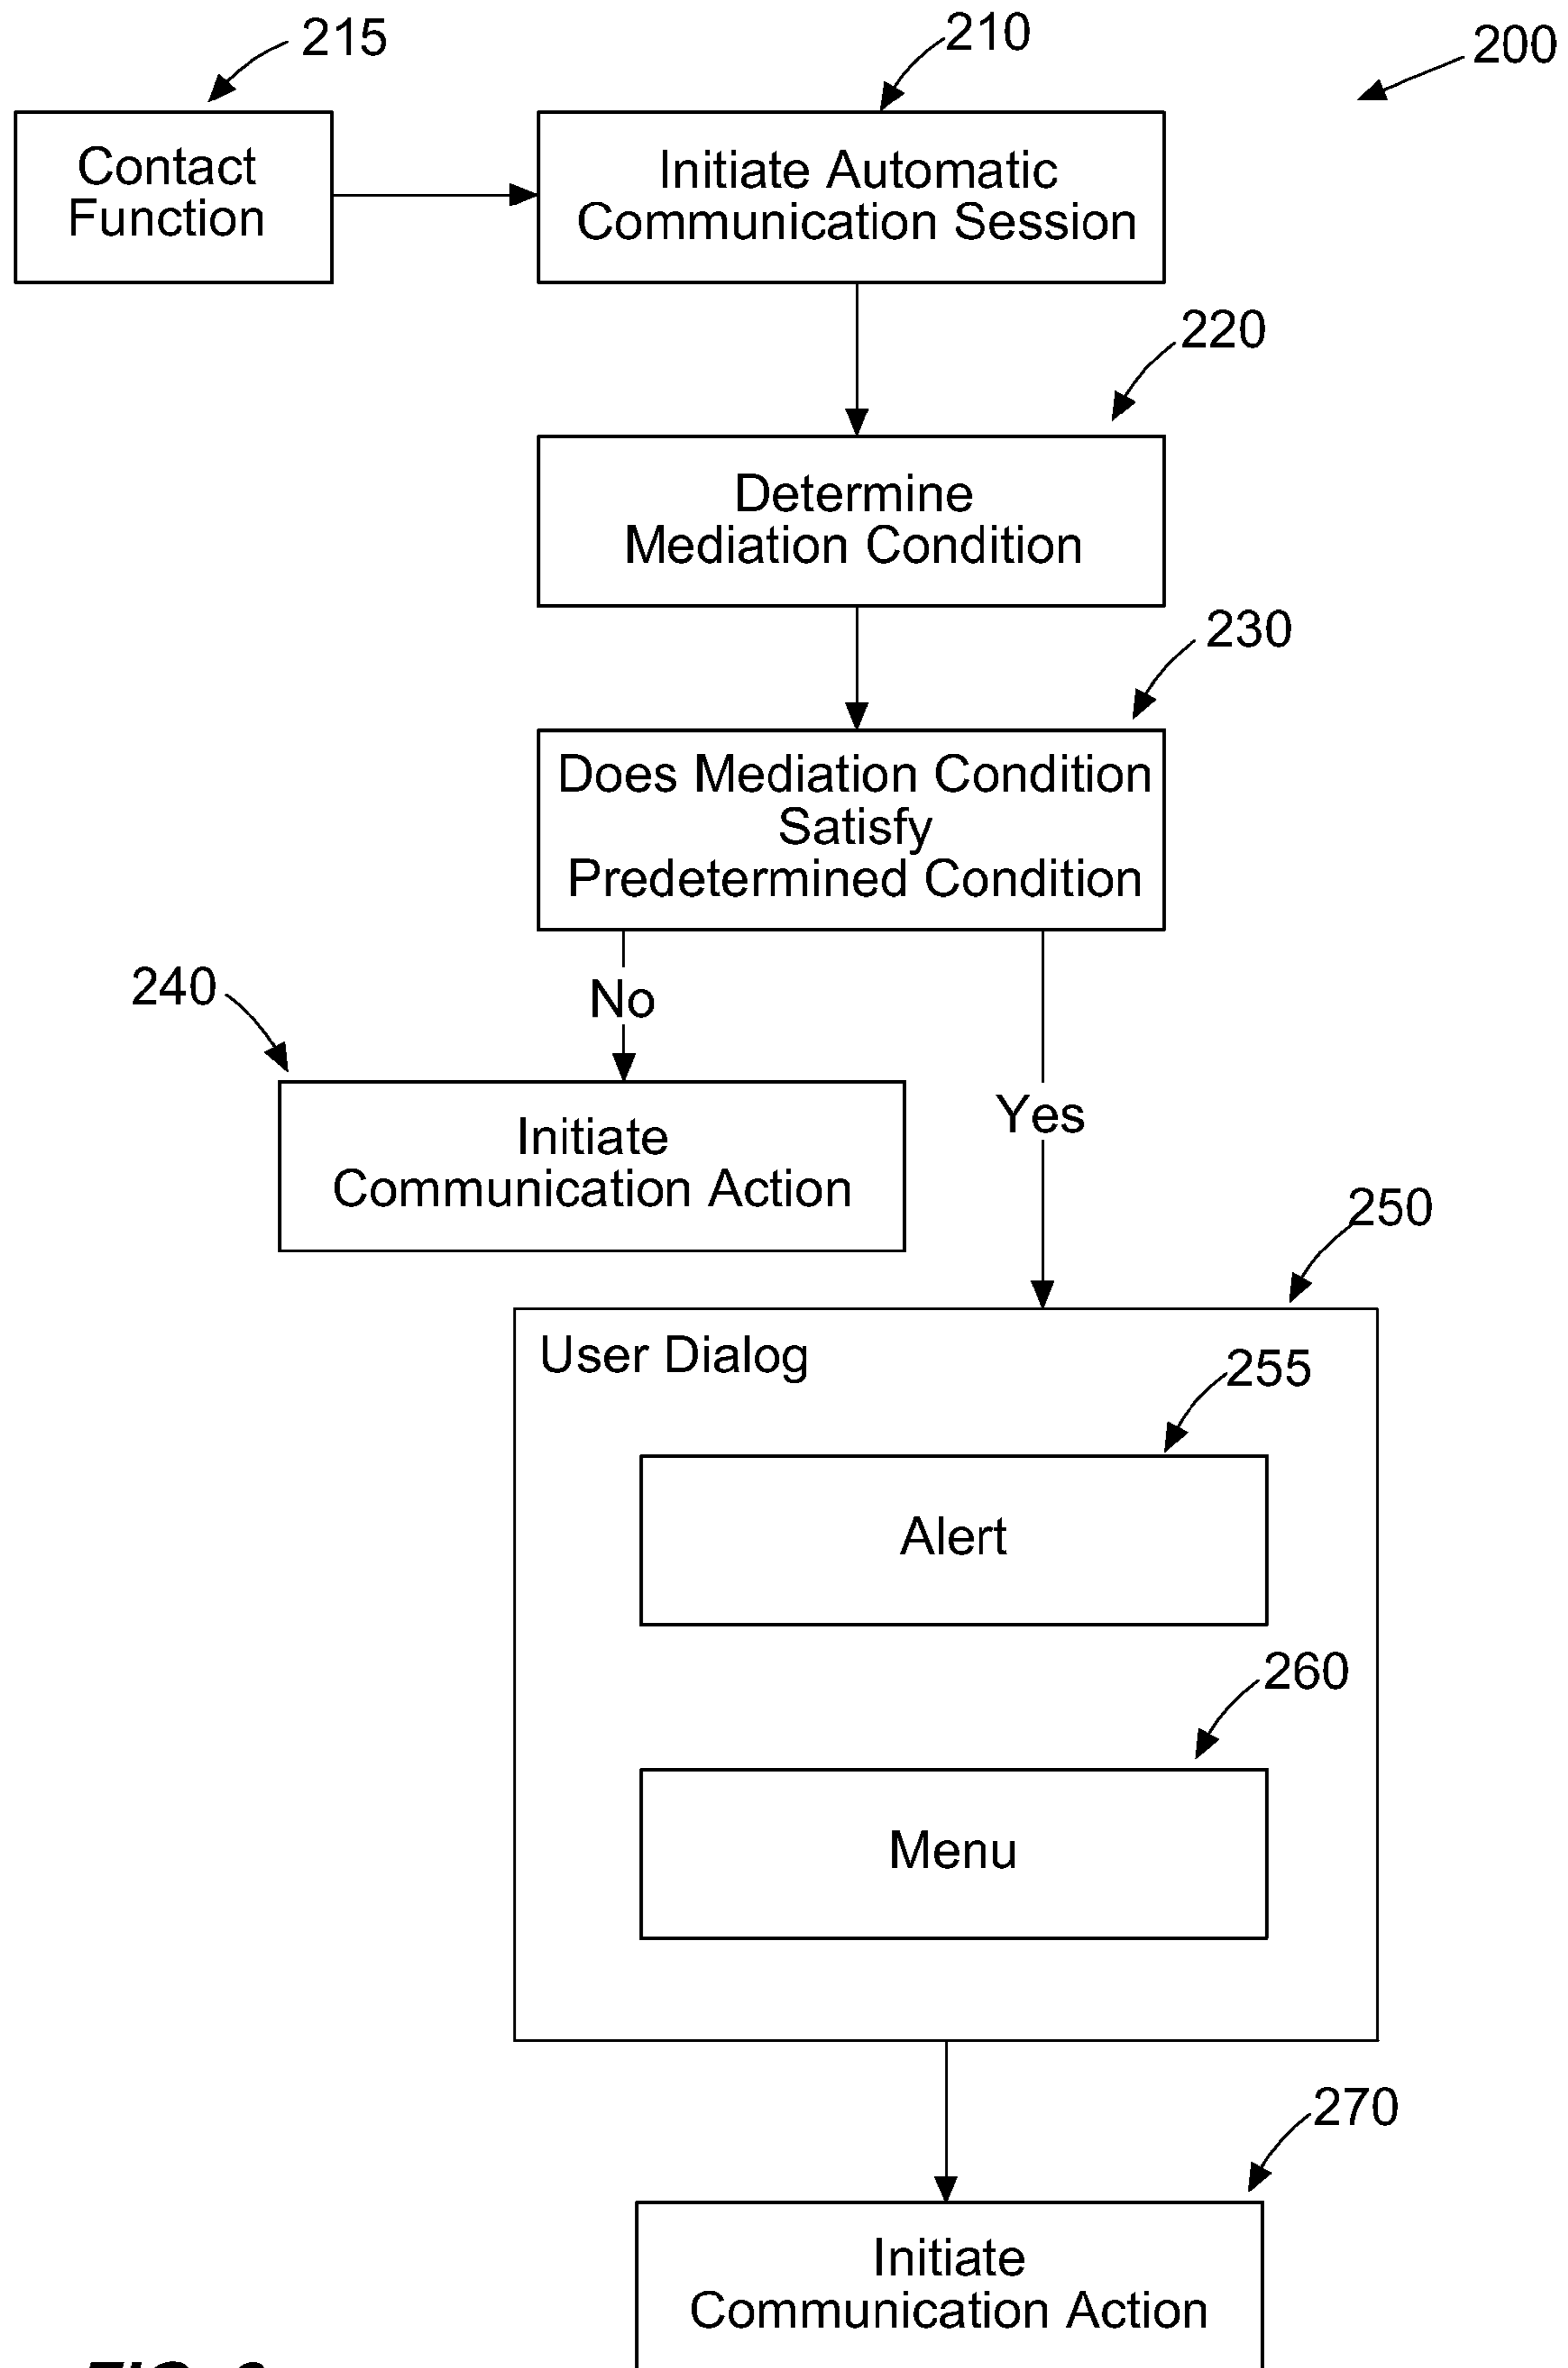 215
210
200
Contact
Function
Initiate Automatic
Communication Session
220
Determine
Mediation Condition
230
Does Mediation Condition
Satisfy
Predetermined Condition
240
No
Yes
Initiate
Communication Action
250
User Dialog
255
Alert
260
Menu
270
Initiate
Communication Action